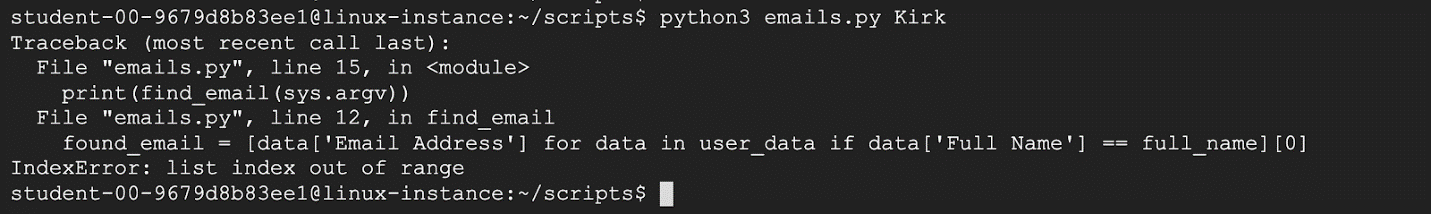 student-00-9679d8b83ee1@linux-instance:~/scripts$ python3 emails.py Kirk
Traceback (most recent call last):
  File "emails.py", line 15, in <module>
    print(find_email(sys.argv))
  File "emails.py", line 12, in find_email
    found_email = [data['Email Address'] for data in user_data if data['Full Name'] == full_name][0]
IndexError: list index out of range
student-00-9679d8b83ee1@linux-instance:~/scripts$